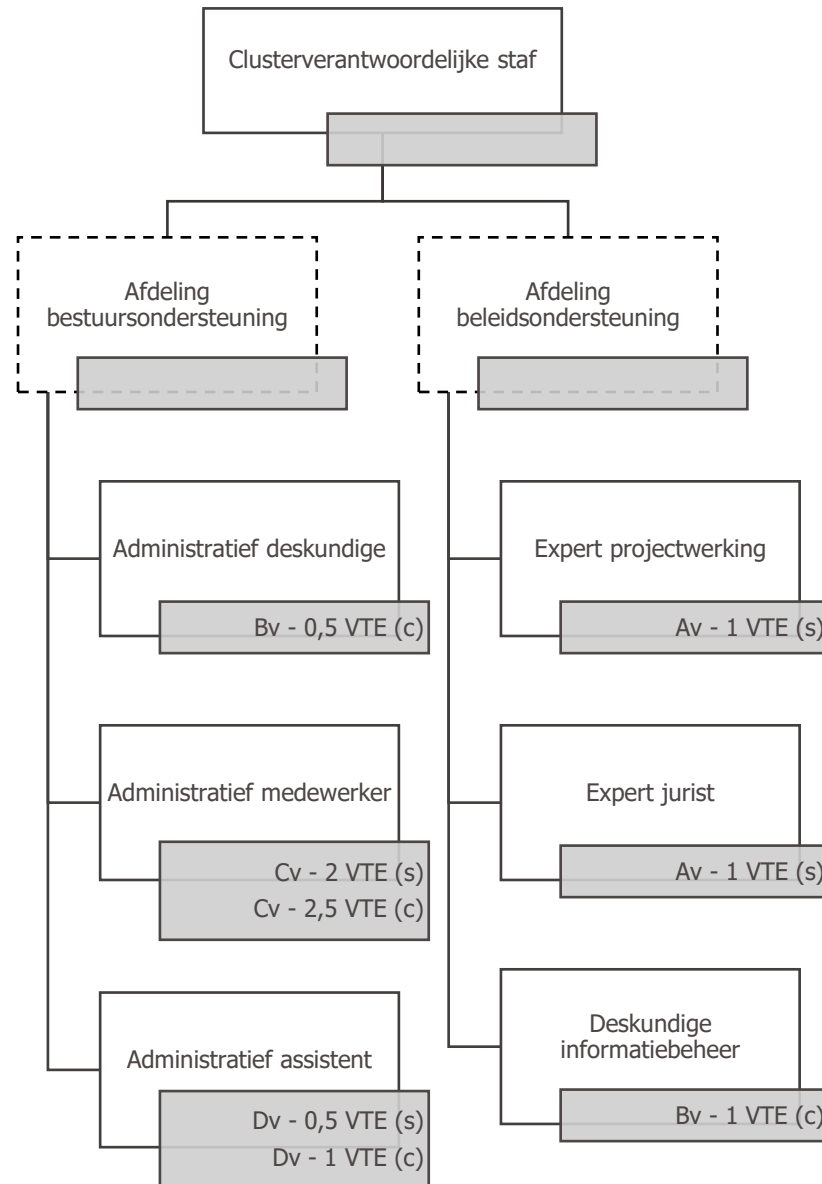 Clusterverantwoordelijke staf
Afdeling
bestuursondersteuning
Administratief deskundige
Bv - 0,5 VTE (c)
Administratief medewerker
Cv - 2 VTE (s)
Cv - 2,5 VTE (c)
Administratief assistent
Dv - 0,5 VTE (s)
Dv - 1 VTE (c)
Afdeling
beleidsondersteuning
Expert projectwerking
Av - 1 VTE (s)
Expert jurist
Av - 1 VTE (s)
Deskundige
informatiebeheer
Bv - 1 VTE (c)